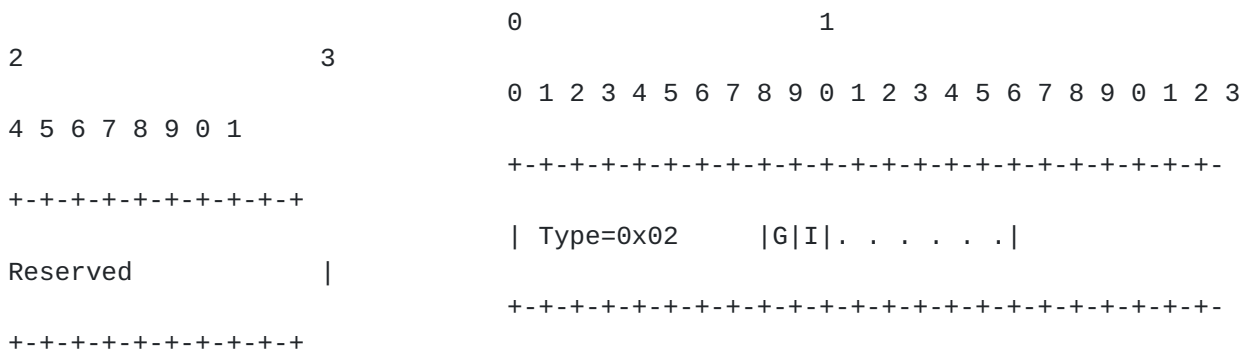 0                   1
2                   3
0 1 2 3 4 5 6 7 8 9 0 1 2 3 4 5 6 7 8 9 0 1 2 3
4 5 6 7 8 9 0 1
+-+-+-+-+-+-+-+-+-+-+-+-+-+-+-+-+-+-+-+-+-+-+-
+-+-+-+-+-+-+-+-+-+
| Type=0x02     |G|I|. . . . . .|
Reserved            |
+-+-+-+-+-+-+-+-+-+-+-+-+-+-+-+-+-+-+-+-+-+-+-
+-+-+-+-+-+-+-+-+-+